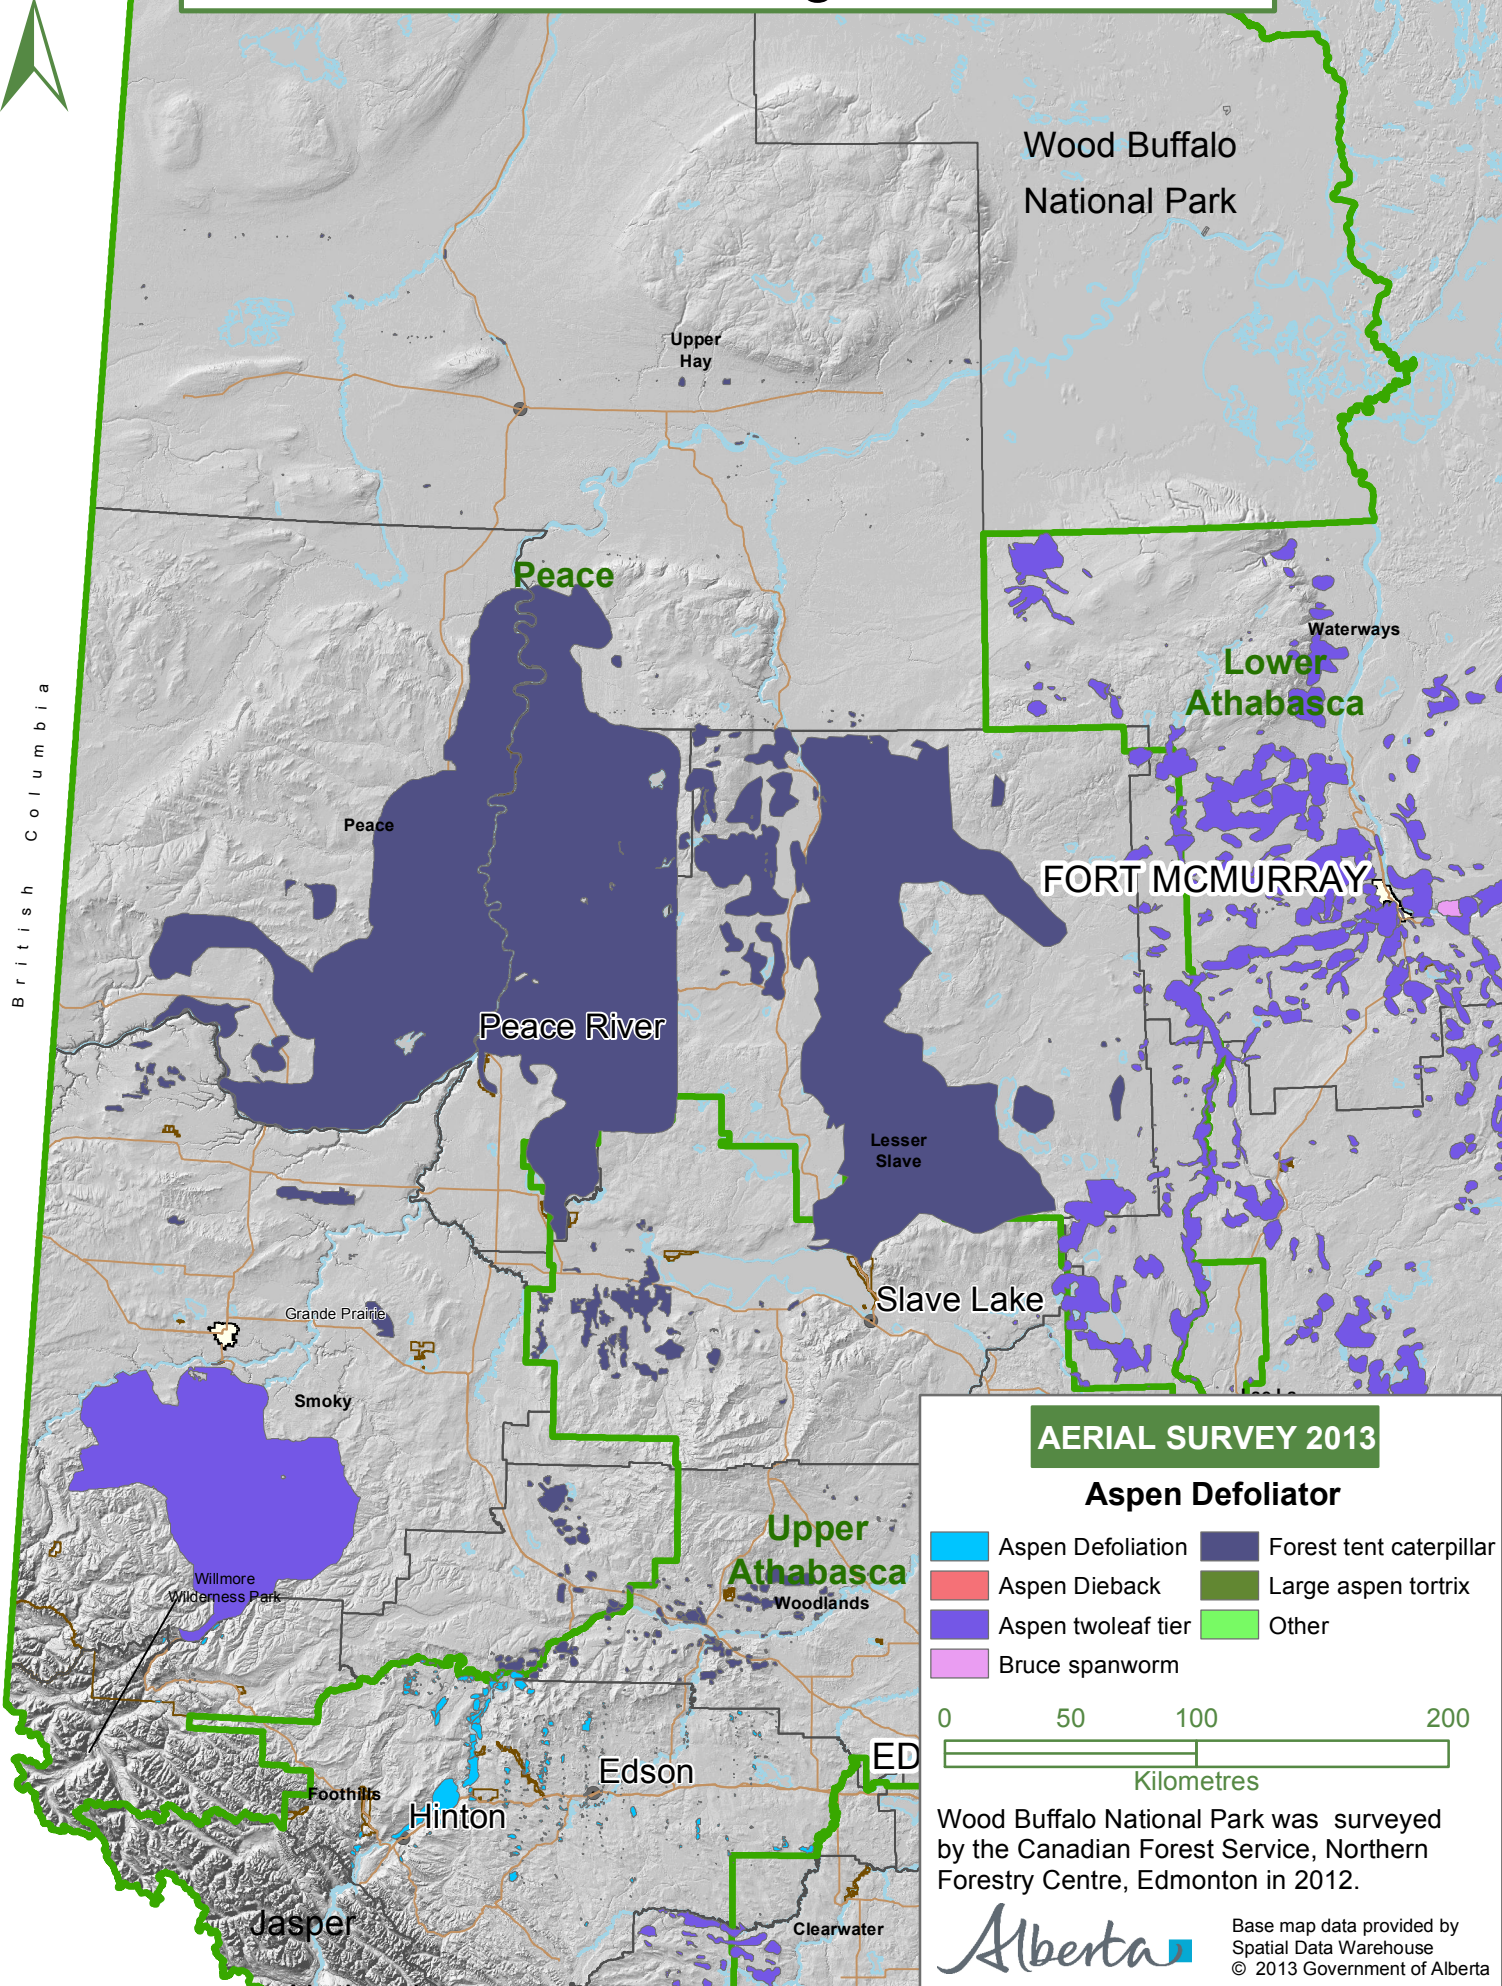 Wood Buffalo
National Park
Upper
Hay
Peace
Waterways
Lower
Athabasca
British Columbia
Peace
FORT MCMURRAY
Peace River
Lesser
Slave
Slave Lake
Grande Prairie
Smoky
Willmore
Wilderness Park
Upper
Athabasca
Woodlands
Edson
ED
Foothills
Hinton
Jasper
Clearwater
AERIAL SURVEY 2013
Aspen Defoliator
Aspen Defoliation
Forest tent caterpillar
Aspen Dieback
Large aspen tortrix
Aspen twoleaf tier
Other
Bruce spanworm
0 50 100 200
Kilometres
Wood Buffalo National Park was surveyed
by the Canadian Forest Service, Northern
Forestry Centre, Edmonton in 2012.
Alberta
Base map data provided by
Spatial Data Warehouse
© 2013 Government of Alberta